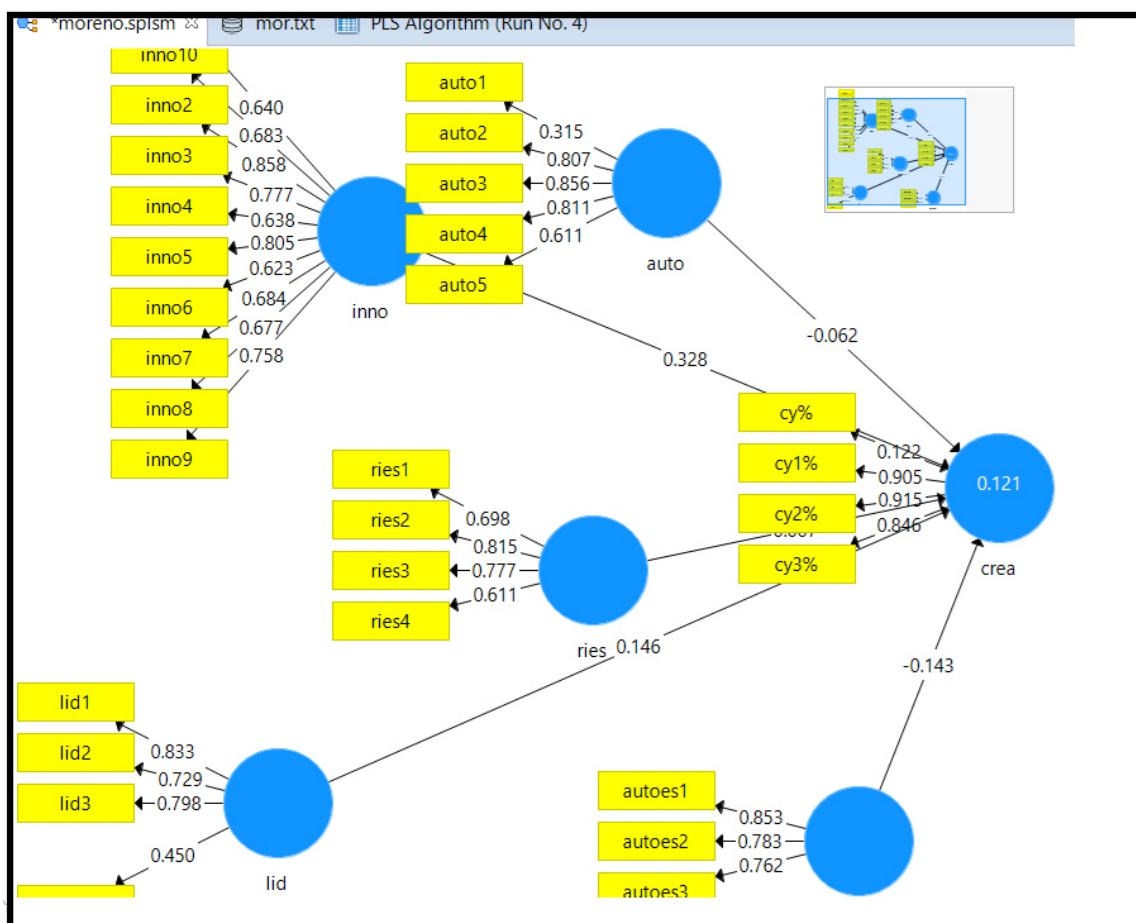 *moreno.splsm
mor.txt
PLS Algorithm (Run No. 4)
inno10
inno2
inno3
inno4
inno5
inno6
inno7
inno8
inno9
0.640
0.683
0.858
0.777
0.638
0.805
0.623
0.684
0.677
0.758
inno
auto1
auto2
auto3
auto4
auto5
0.315
0.807
0.856
0.811
0.611
auto
-0.062
0.328
cy%
cy1%
cy2%
cy3%
0.122
0.905
0.915
0.846
0.121
crea
ries1
ries2
ries3
ries4
0.698
0.815
0.777
0.611
ries
0.146
-0.143
lid1
lid2
lid3
0.833
0.729
0.798
0.450
lid
autoes1
autoes2
autoes3
0.853
0.783
0.762